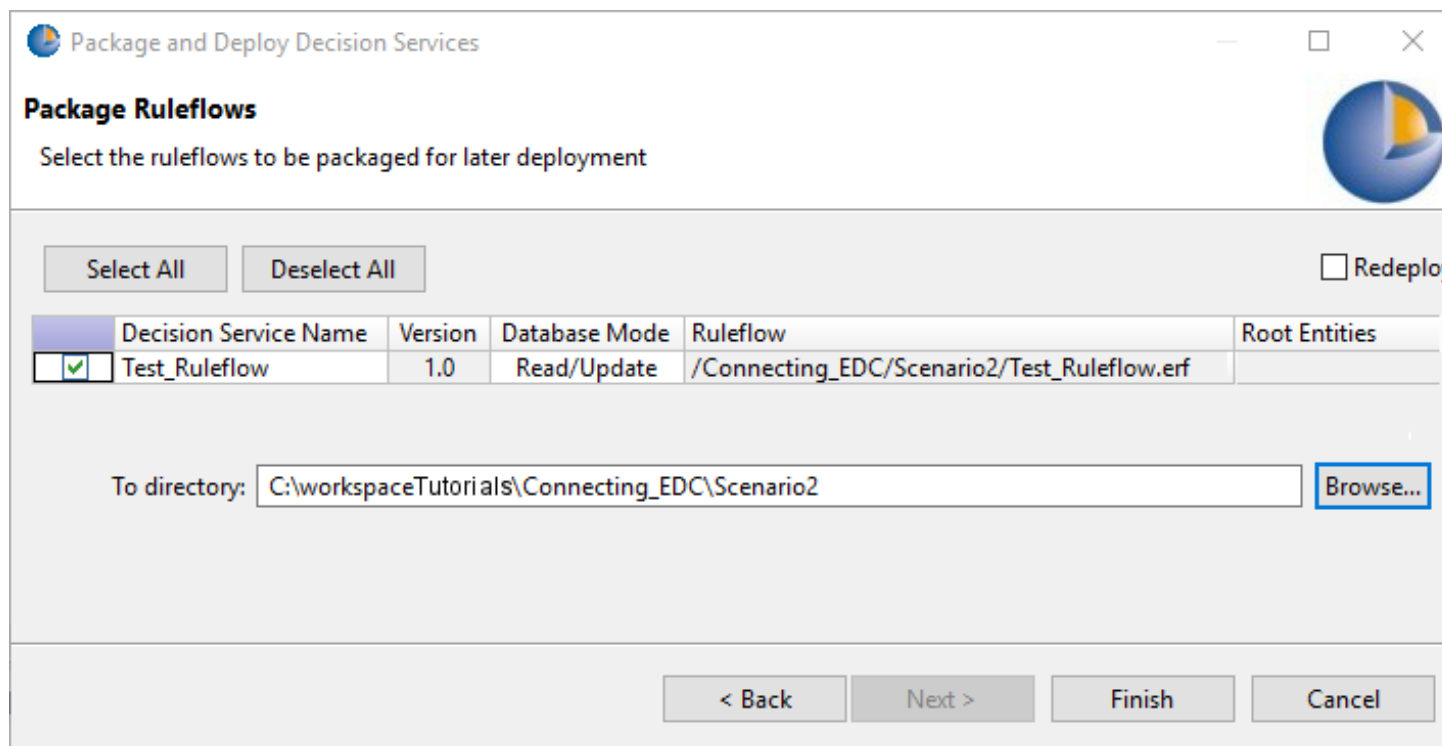 Package and Deploy Decision Services
Package Ruleflows
Select the ruleflows to be packaged for later deployment
Select All Deselect All Redeplo
Decision Service Name Version Database Mode Ruleflow Root Entities
Test_Ruleflow 1.0 Read/Update /Connecting_EDC/Scenario2/Test_Ruleflow.erf
To directory: C:\workspaceTutorials\Connecting_EDC\Scenario2 Browse...
< Back Next > Finish Cancel